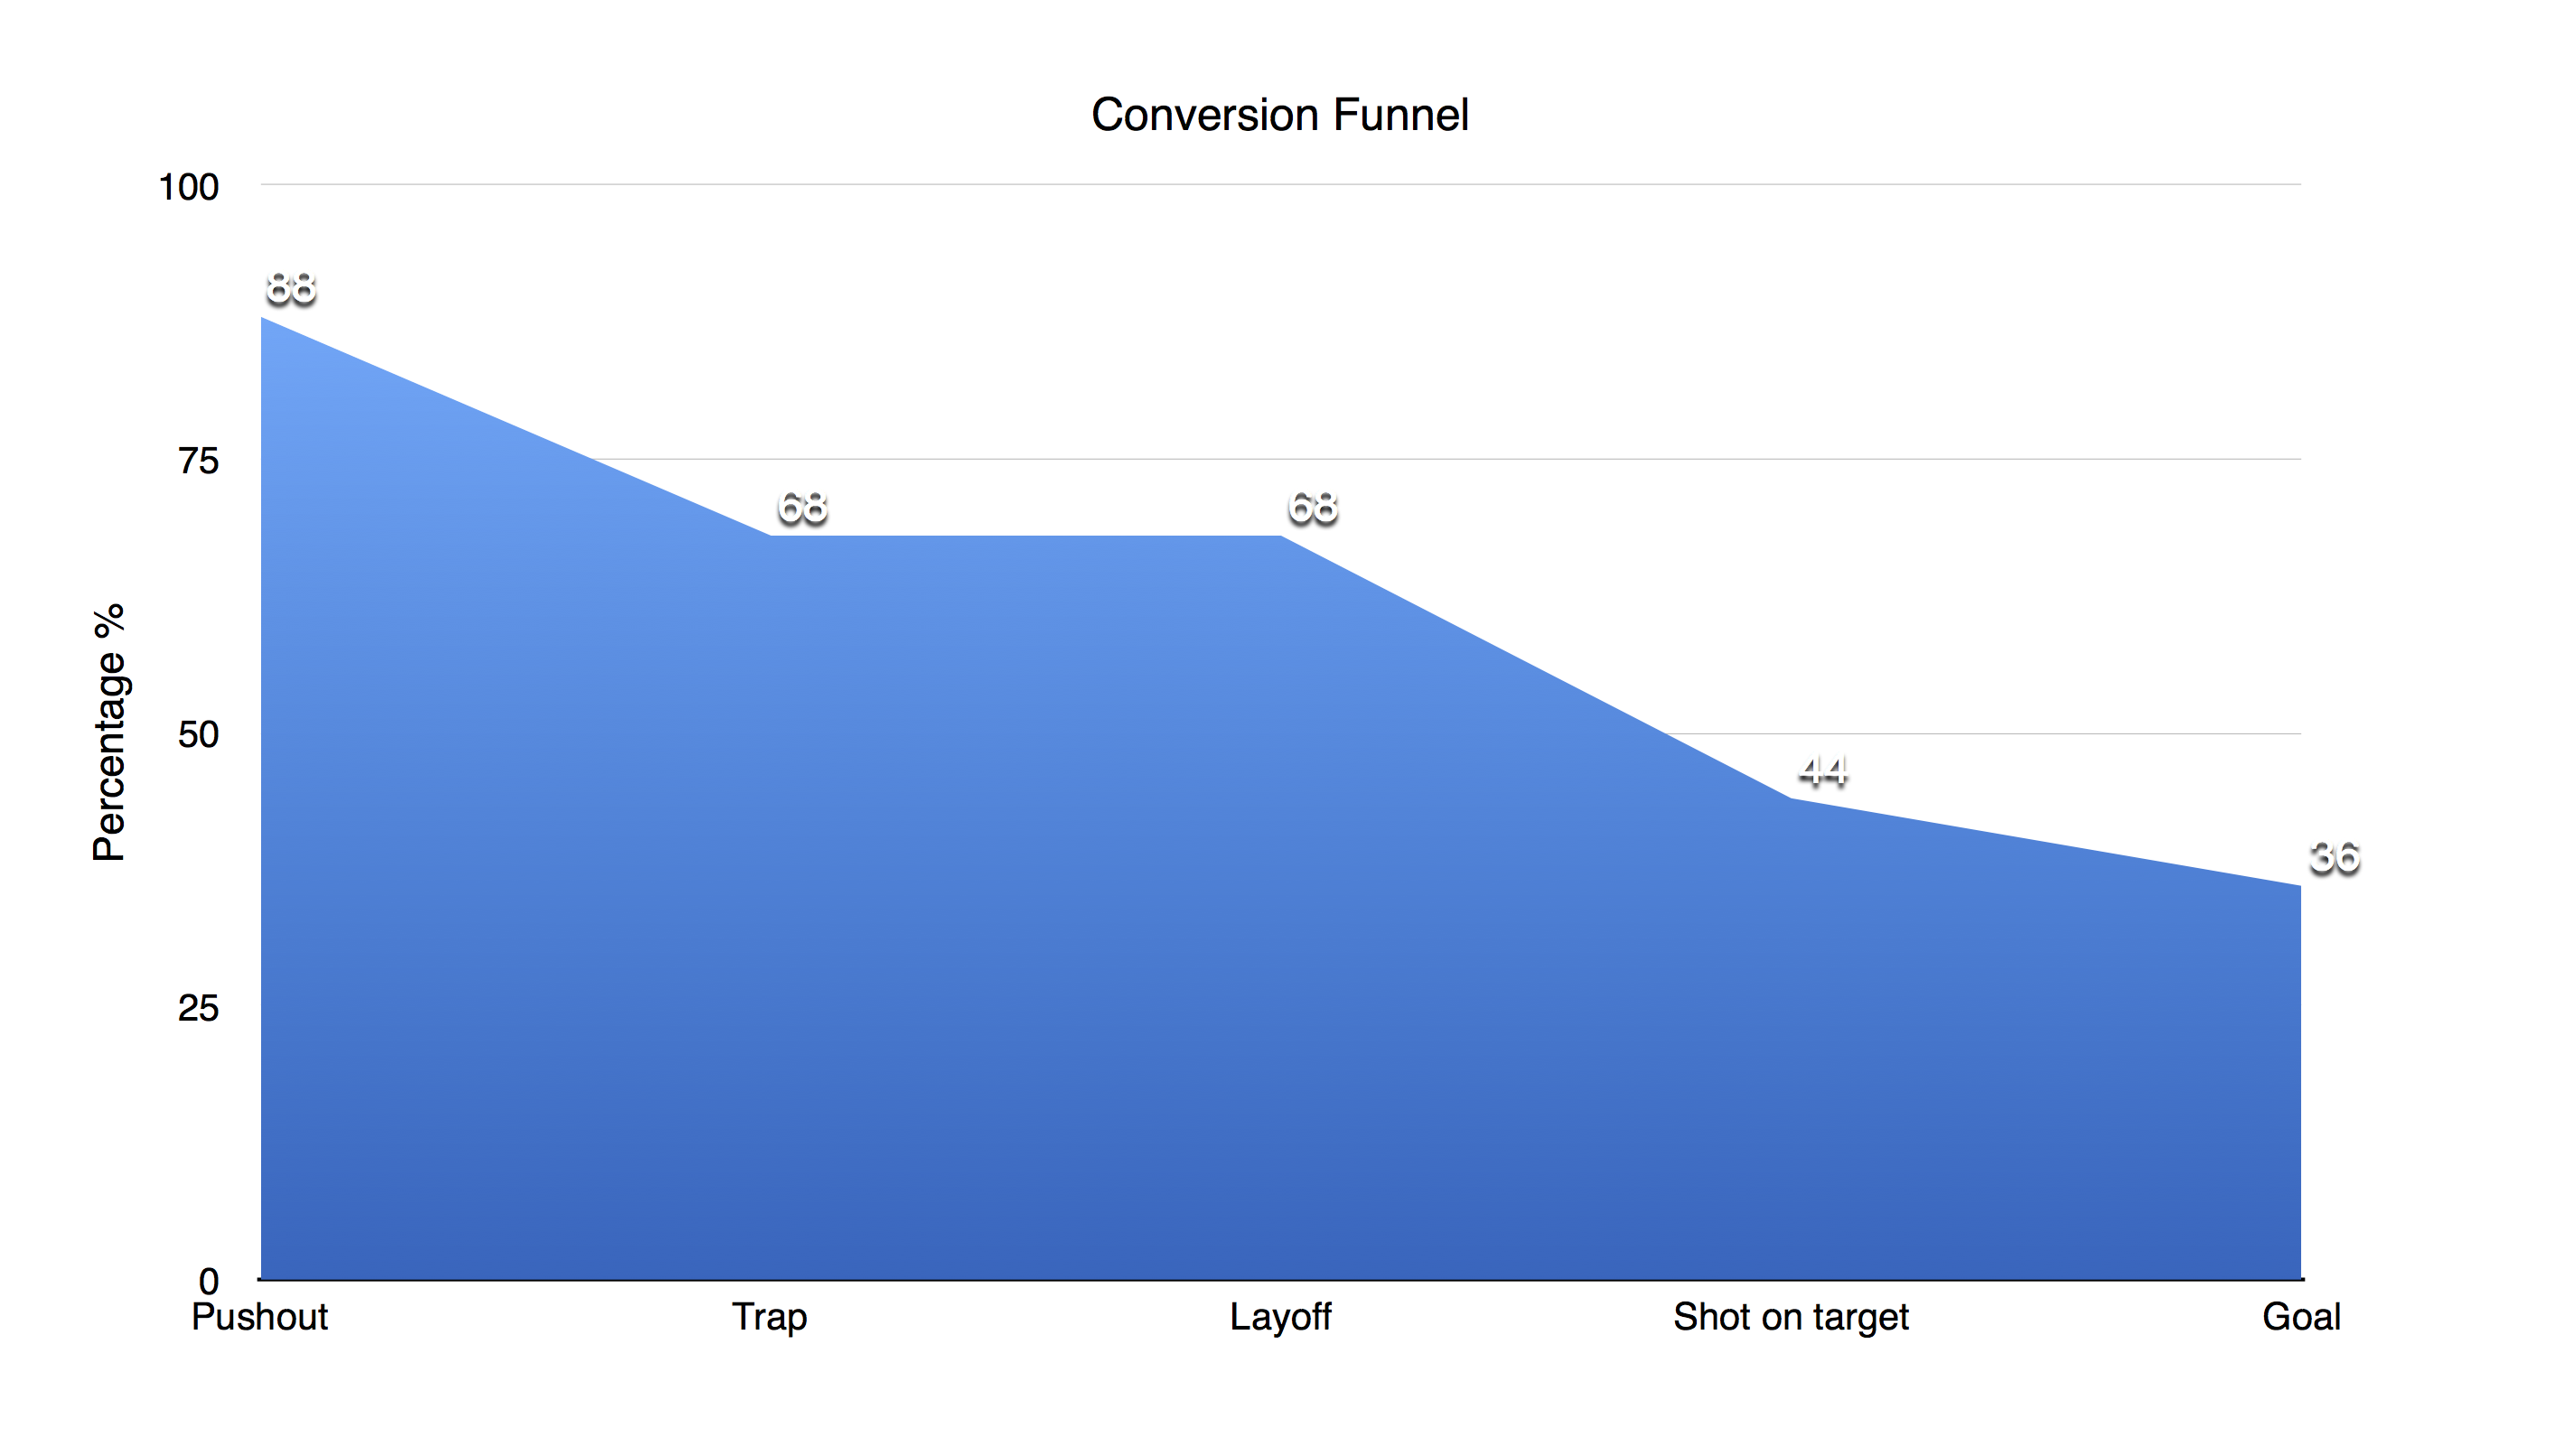 Conversion Funnel
100
75
50
25
0
Percentage %
88
68
68
44
36
Pushout
Trap
Layoff
Shot on target
Goal